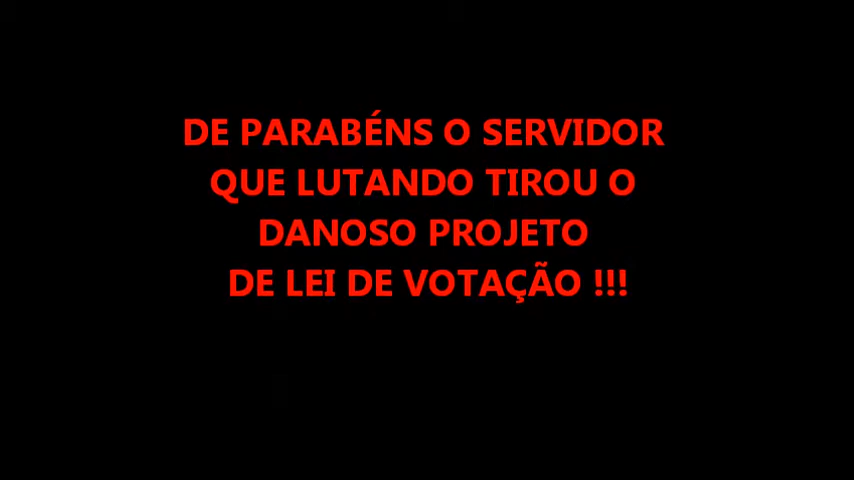 DE PARABÉNS O SERVIDOR
QUE LUTANDO TIROU O
DANOSO PROJETO
DE LEI DE VOTAÇÃO !!!